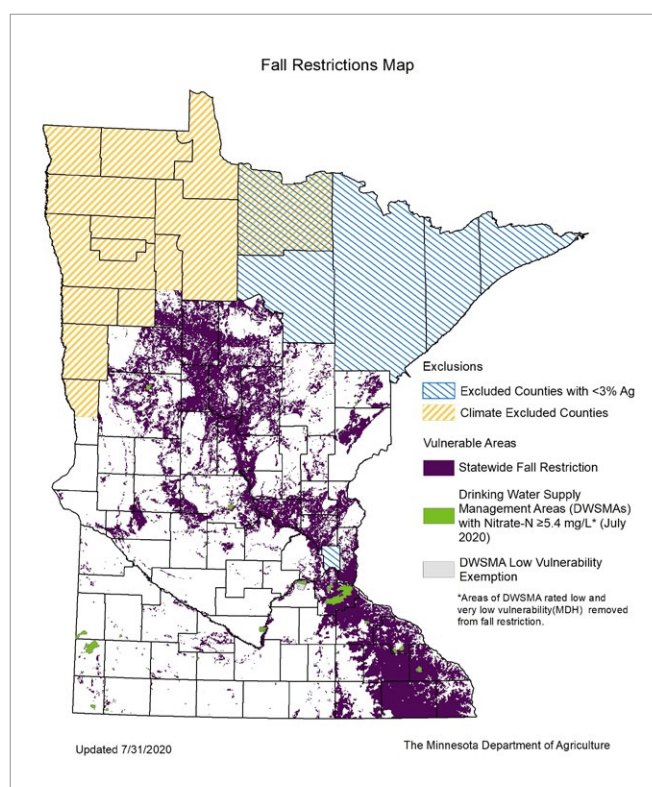 Fall Restrictions Map
Exclusions
Excluded Counties with <3% Ag
Climate Excluded Counties
Vulnerable Areas
Statewide Fall Restriction
Drinking Water Supply
Management Areas (DWSMAs)
with Nitrate-N ≥5.4 mg/L* (July
2020)
DWSMA Low Vulnerability
Exemption
*Areas of DWSMA rated low and
very low vulnerability(MDH) removed
from fall restriction.
Updated 7/31/2020
The Minnesota Department of Agriculture